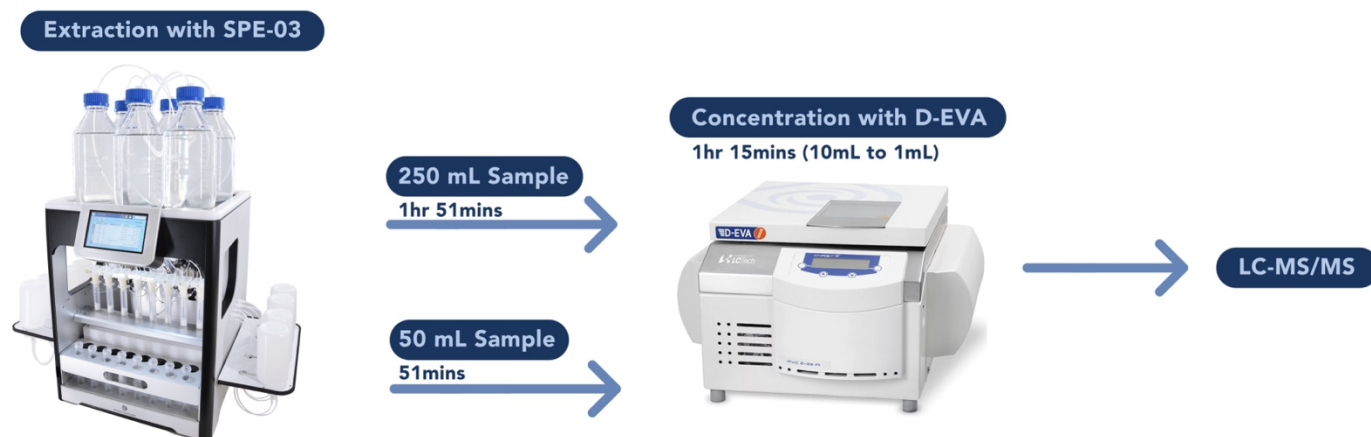 Extraction with SPE-03
250 mL Sample
1hr 51mins
50 mL Sample
51mins
Concentration with D-EVA
1hr 15mins (10mL to 1mL)
D-EVA
LCTech
LC-MS/MS